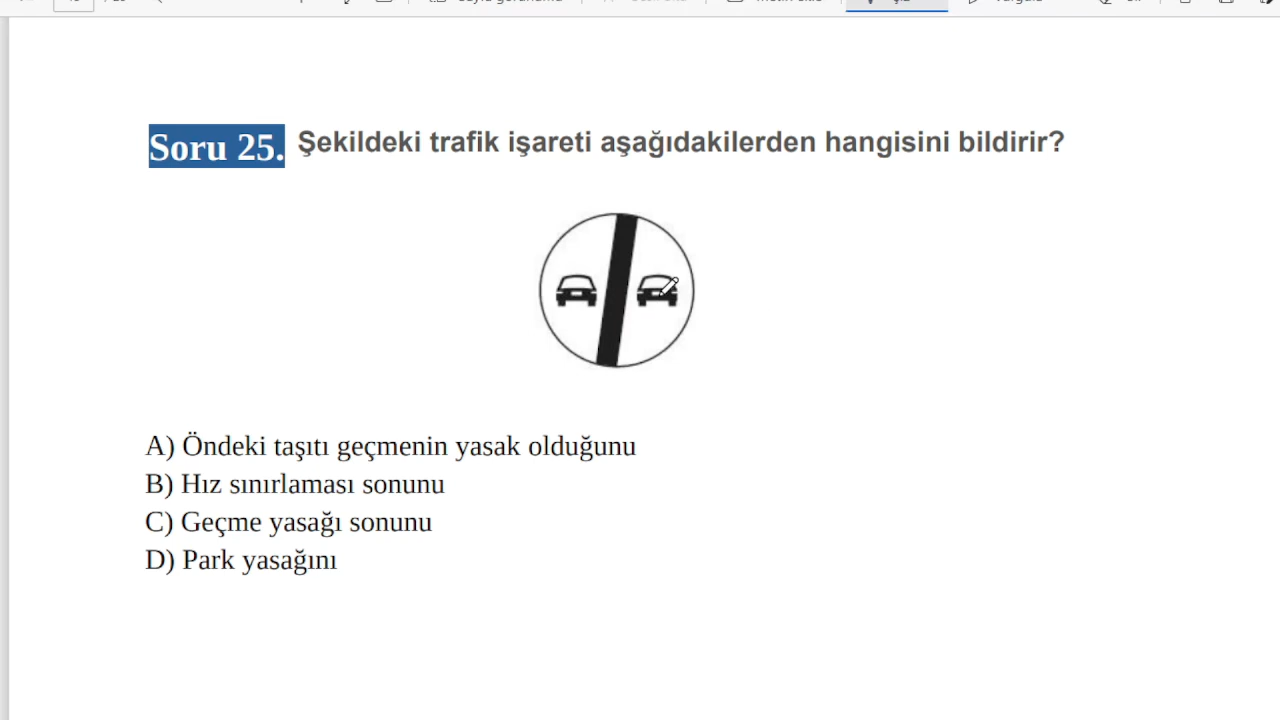 Soru 25. Şekildeki trafik işareti aşağıdakilerden hangisini bildirir?
A) Öndeki taşıtı geçmenin yasak olduğunu
B) Hız sınırlaması sonunu
C) Geçme yasağı sonunu
D) Park yasağını